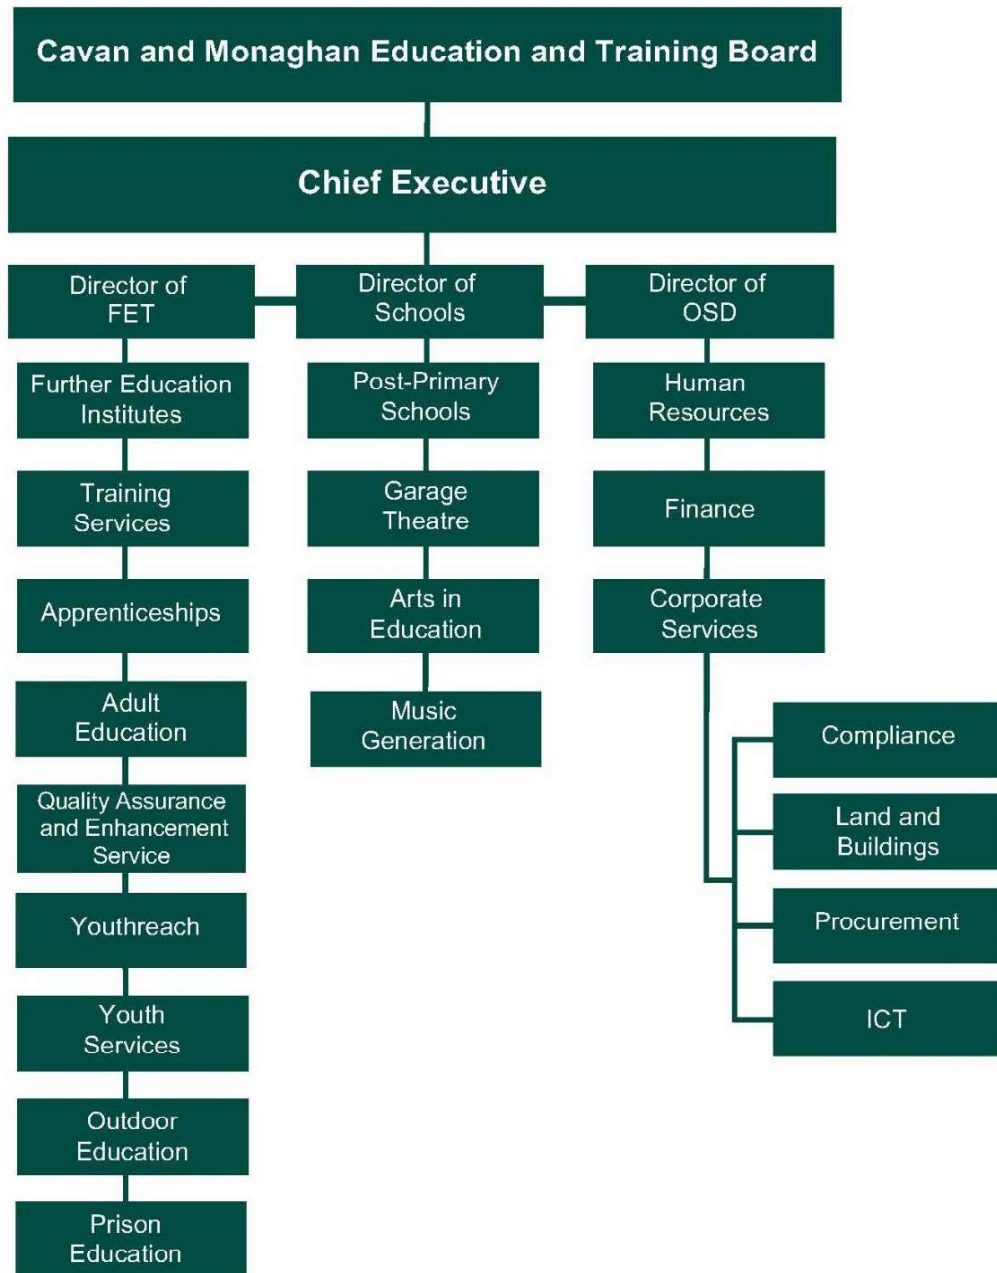 Cavan and Monaghan Education and Training Board
Chief Executive
Director of
FET
Director of
Schools
Director of
OSD
Further Education
Institutes
Post-Primary
Schools
Human
Resources
Training
Services
Garage
Theatre
Finance
Apprenticeships
Arts in
Education
Corporate
Services
Adult
Education
Music
Generation
Compliance
Quality Assurance
and Enhancement
Service
Land and
Buildings
Youthreach
Procurement
Youth
Services
ICT
Outdoor
Education
Prison
Education